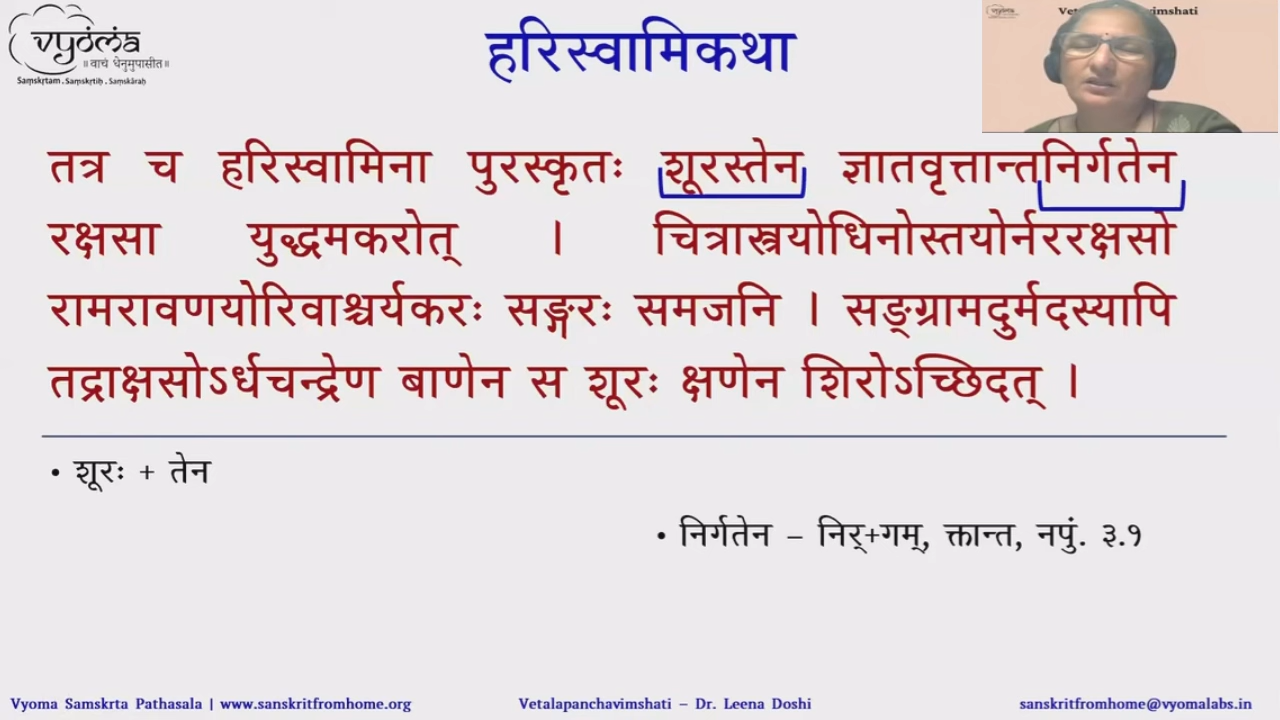 vyoma
॥ वाचं धेनुमुपासीत॥
Saṃskṛtam . Saṃskṛtiḥ . Saṃskāraḥ
हरिस्वामिकथा
तत्र च हरिस्वामिना पुरस्कृतः शूरस्तेन ज्ञातवृत्तान्तनिर्गतेन
रक्षसा युद्धमकरोत् । चित्रास्त्रयोधिनोस्तयोर्नररक्षसो
रामरावणयोरिवाश्चर्यकरः सङ्गरः समजनि । सङ्ग्रामदुर्मदस्यापि
तद्राक्षसोऽर्धचन्द्रेण बाणेन स शूरः क्षणेन शिरोऽच्छिदत् ।
• शूरः + तेन
• निर्गतेन – निर्+गम्, क्तान्त, नपुं. ३.१
Vyoma Samskrta Pathasala | www.sanskritfromhome.org Vetalapanchavimshati – Dr. Leena Doshi sanskritfromhome@vyomalabs.in